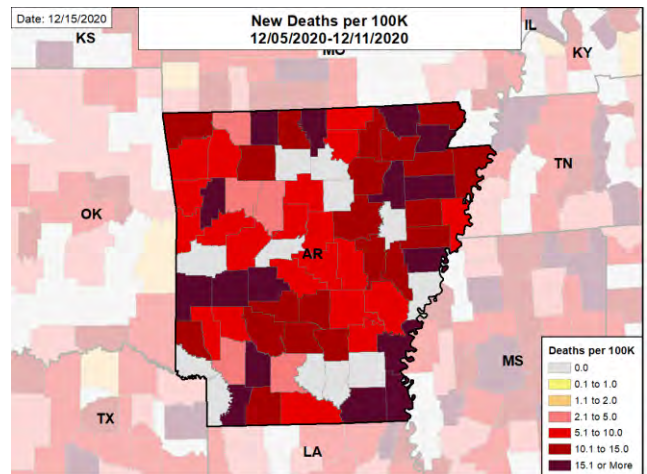 Date: 12/15/2020
New Deaths per 100K
12/05/2020-12/11/2020
KS
MO
IL
KY
OK
AR
TN
MS
TX
LA
Deaths per 100K
0.0
0.1 to 1.0
1.1 to 2.0
2.1 to 5.0
5.1 to 10.0
10.1 to 15.0
15.1 or More